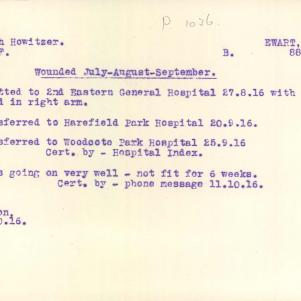 P 1036.
h Howitzer. EWART,
F. B. 88
Wounded July-August-September.
tted to 2nd Eastern General Hospital 27.8.16 with
d in right arm.
sferred to Harefield Park Hospital 20.9.16.
sferred to Woodcote Park Hospital 25.9.16
Cert. by - Hospital Index.
s going on very well - not fit for 6 weeks.
Cert. by - phone message 11.10.16.
on,
0.16.